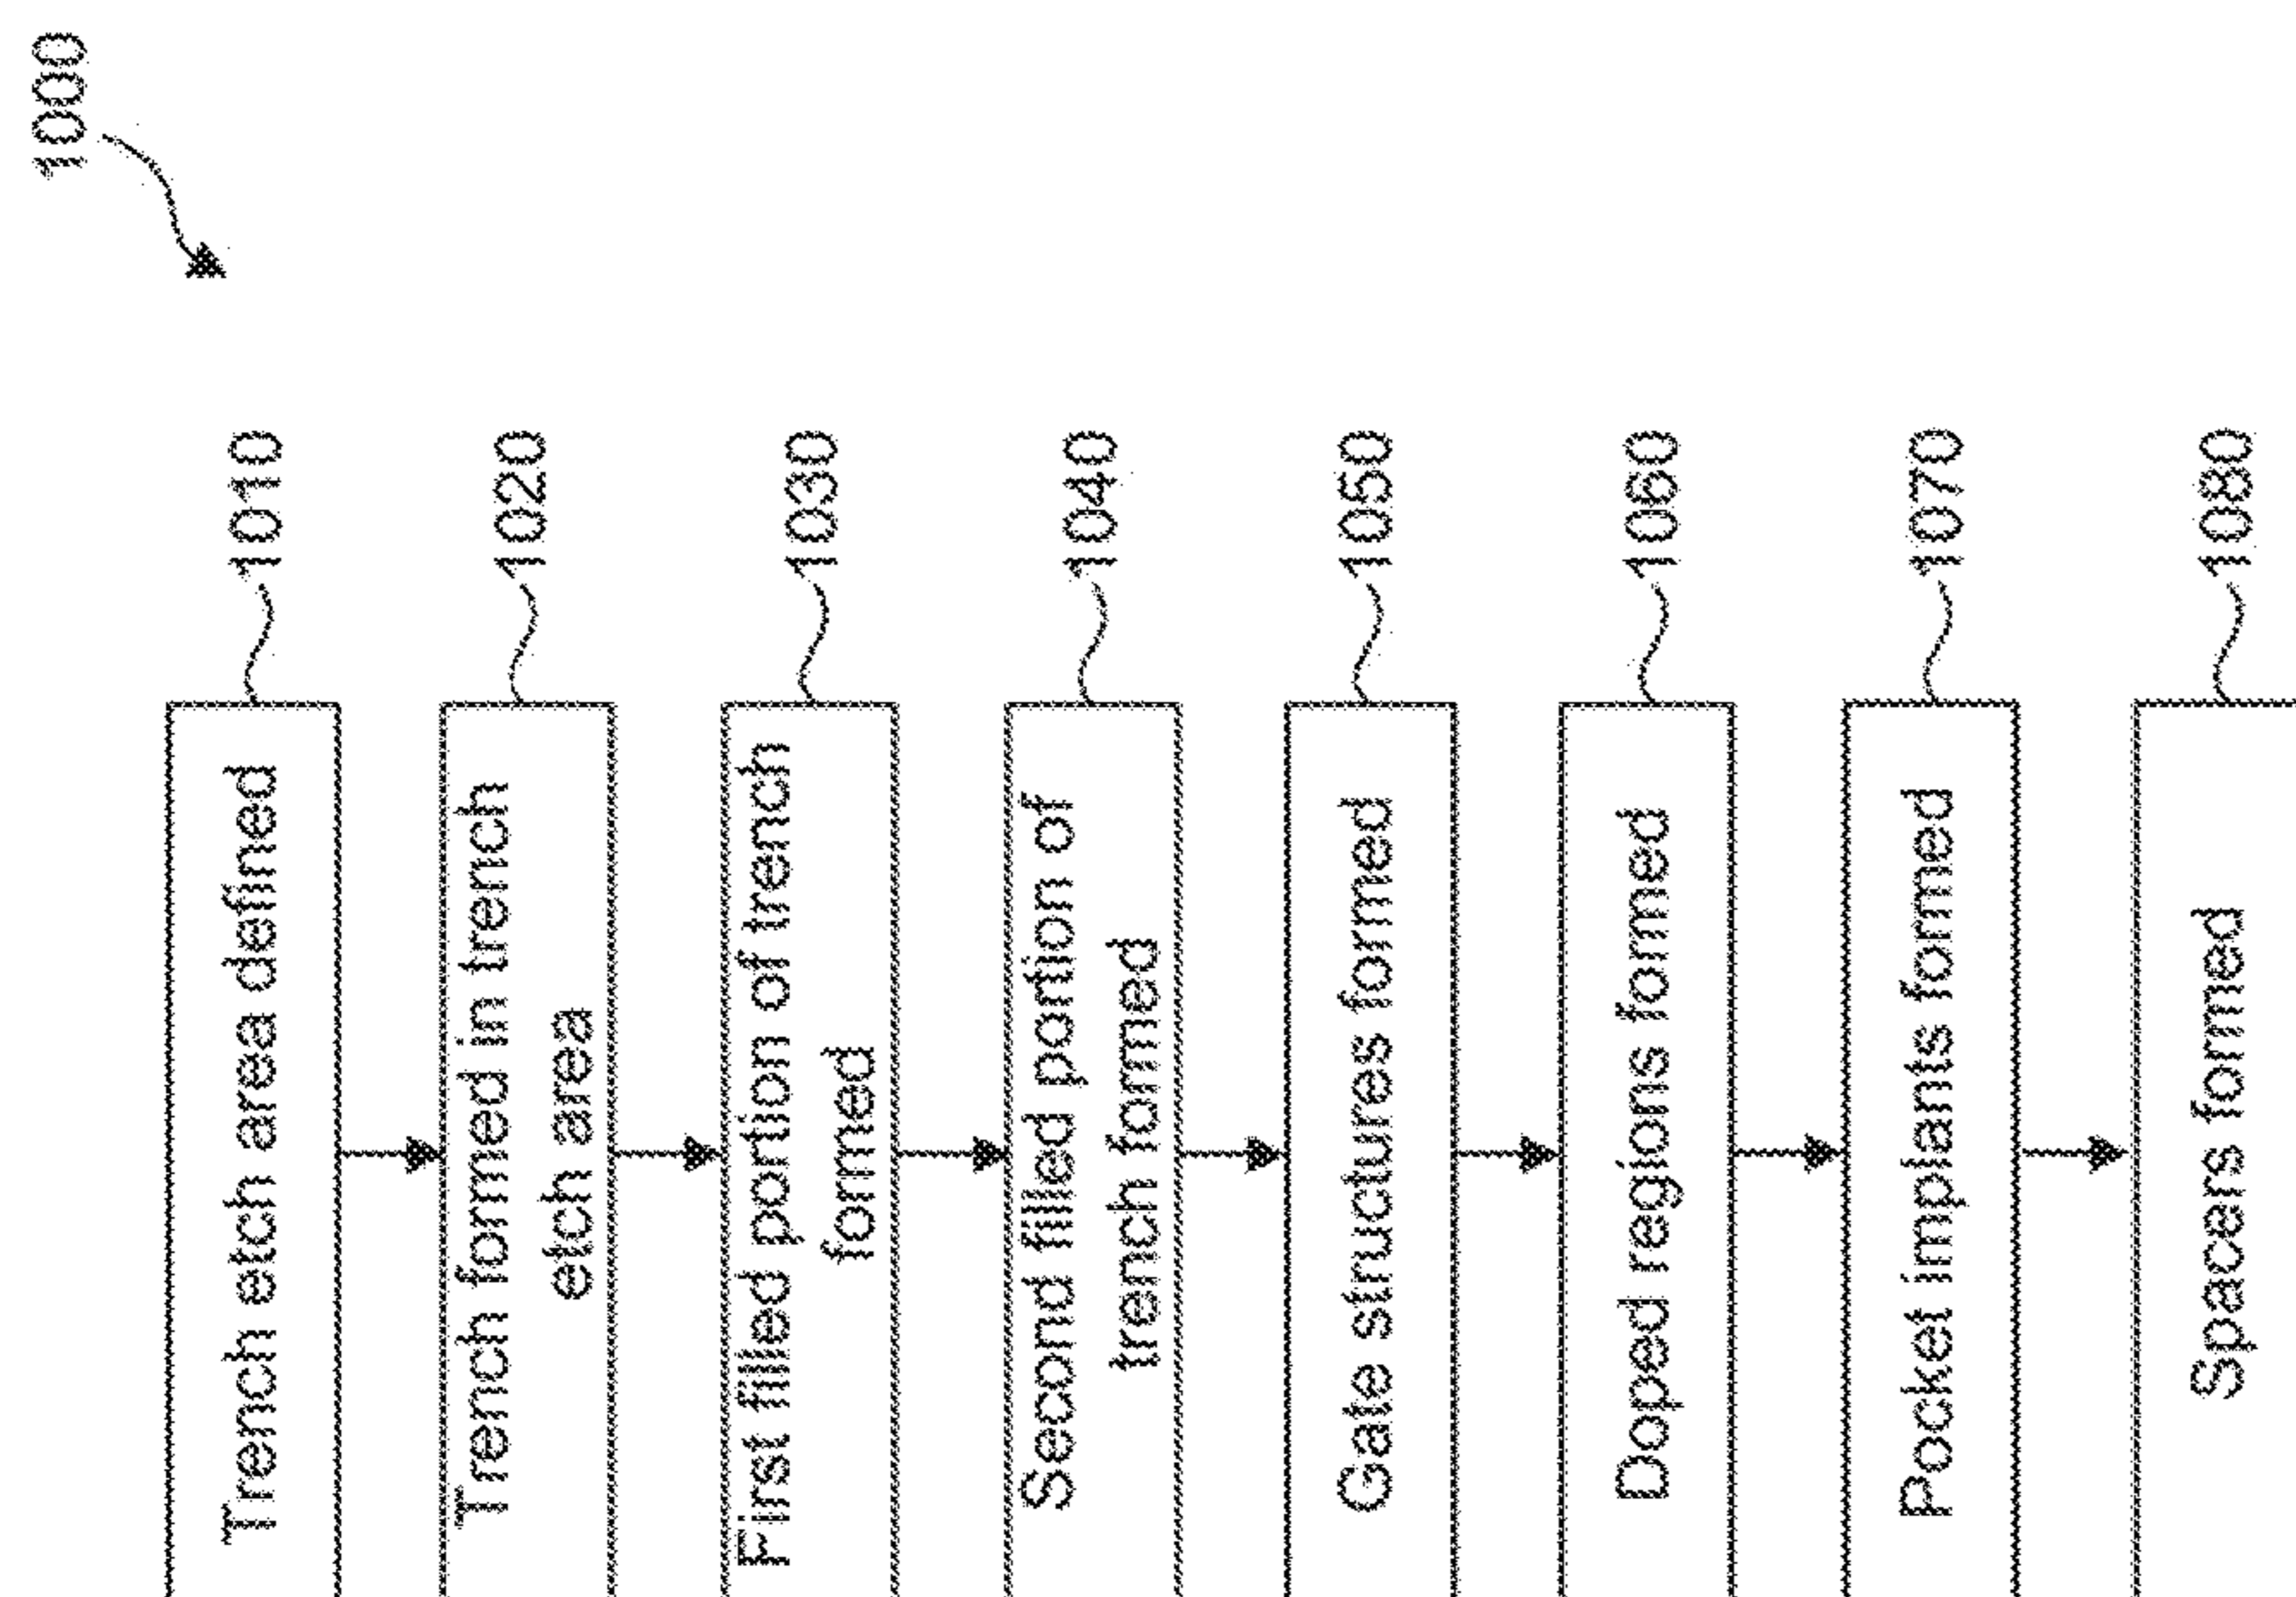 1000
Trench etch area defined
1010
Trench formed in trench
etch area
1020
First filled portion of trench
formed
1030
Second filled portion of
trench formed
1040
Gate structures formed
1050
Doped regions formed
1060
Pocket implants formed
1070
Spacers formed
1080